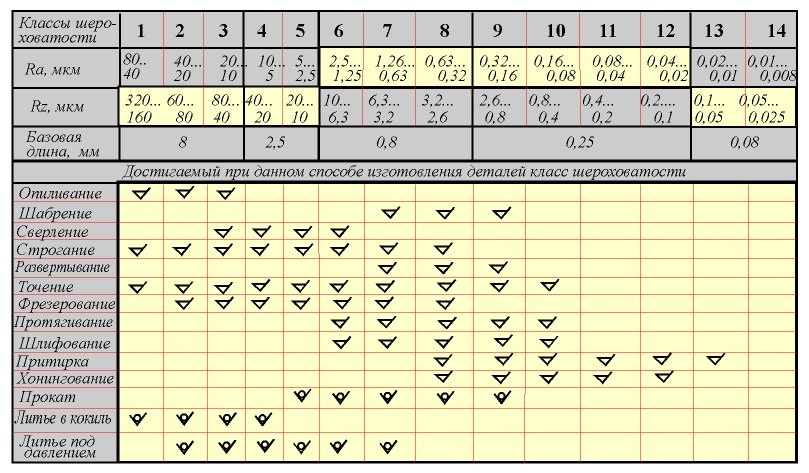 Классы шеро-
ховатости 1 2 3 4 5 6 7 8 9 10 11 12 13 14
Ra, мкм 80.. 40... 20... 10... 5... 2,5... 1,26... 0,63... 0,32... 0,16... 0,08... 0,04... 0,02... 0,01...
40 20 10 5 2,5 1,25 0,63 0,32 0,16 0,08 0,04 0,02 0,01 0,008
Rz, мкм 320... 60... 80... 40... 20... 10... 6,3... 3,2... 2,6... 0,8... 0,4... 0,2.... 0,1... 0,05...
160 80 40 20 10 6,3 3,2 2,6 0,8 0,4 0,2 0,1 0,05 0,025
Базовая
длина, мм 8 2,5 0,8 0,25 0,08
Достигаемый при данном способе изготовления деталей класс шероховатости
Опиливание
Шабрение
Сверление
Строгание
Развертывание
Точение
Фрезерование
Протягивание
Шлифование
Притирка
Хонингование
Прокат
Литье в кокиль
Литье под
давлением